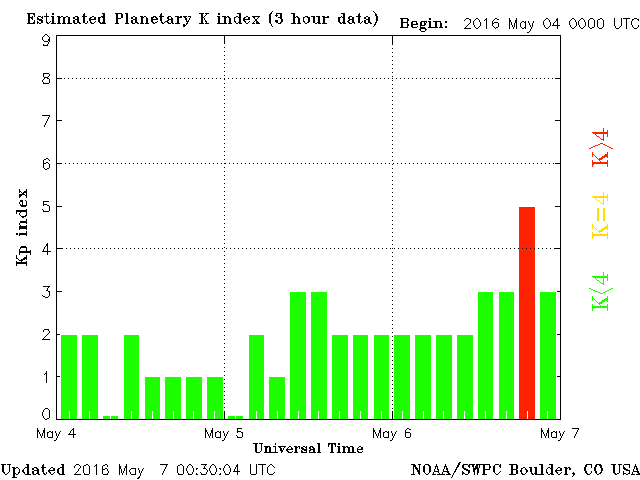 Estimated Planetary K index (3 hour data) Begin: 2016 May 04 0000 UTC
9
8
7
6
5
4
3
2
1
0
Kp index
K>4
K=4
K<4
May 4 May 5 May 6 May 7
Universal Time
Updated 2016 May 7 00:30:04 UTC NOAA/SWPC Boulder, CO USA